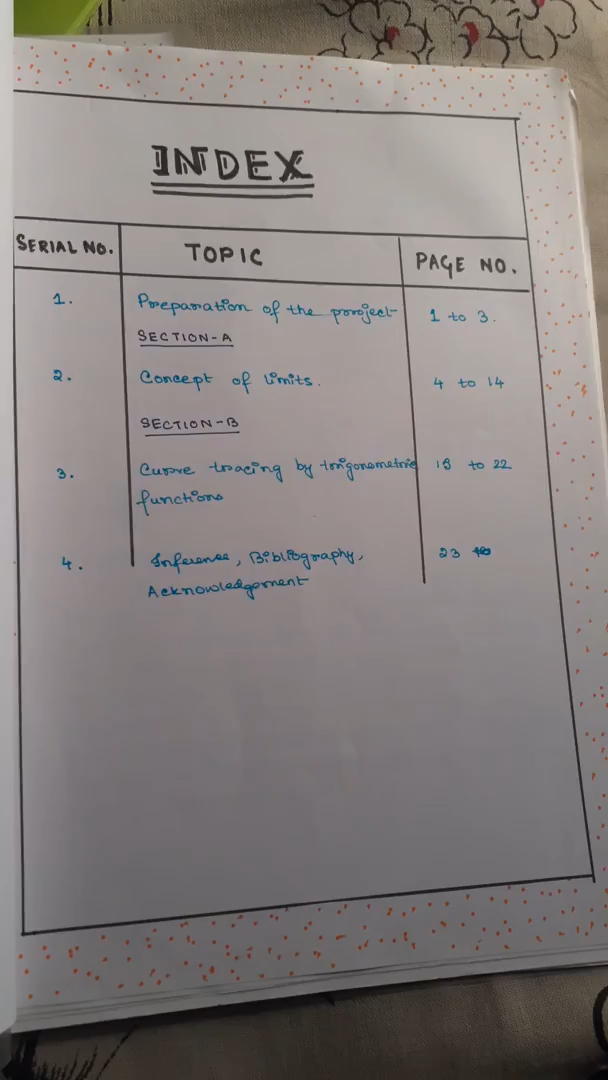 INDEX
SERIAL NO. TOPIC PAGE NO.
1. Preparation of the project 1 to 3.
SECTION-A
2. Concept of limits. 4 to 14
SECTION-B
3. Curve tracing by trigonometric 15 to 22
functions
4. Inference, Bibliography, 23
Acknowledgement